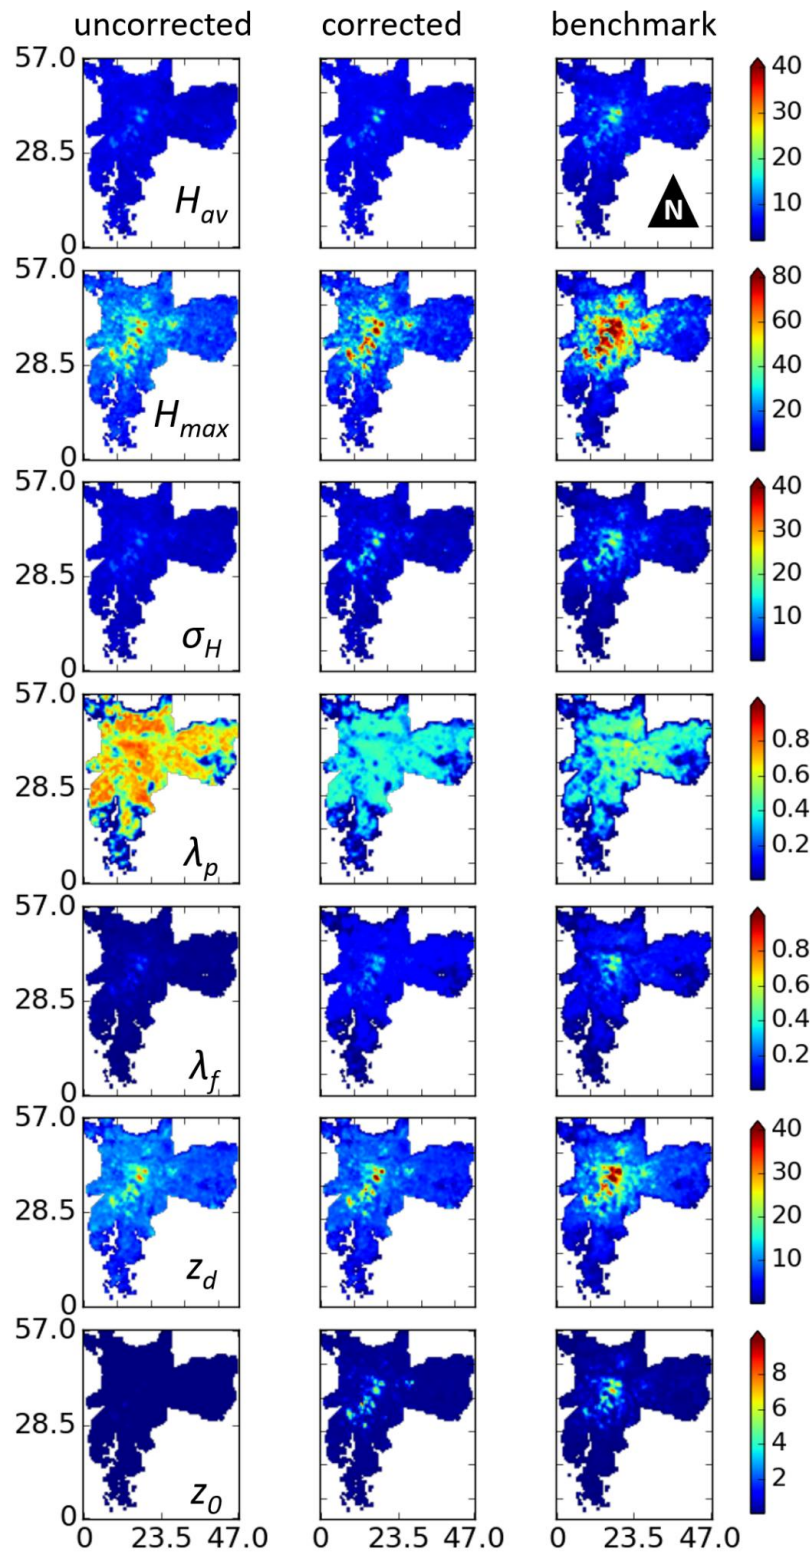 uncorrected corrected benchmark
57.0 28.5 0 H_av N 40 30 20 10
57.0 28.5 0 H_max 80 60 40 20
57.0 28.5 0 σ_H 40 30 20 10
57.0 28.5 0 λ_p 0.8 0.6 0.4 0.2
57.0 28.5 0 λ_f 0.8 0.6 0.4 0.2
57.0 28.5 0 z_d 40 30 20 10
57.0 28.5 0 z_0 8 6 4 2
0 23.5 47.0 0 23.5 47.0 0 23.5 47.0